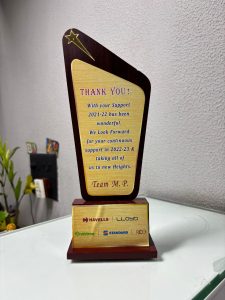 THANK YOU!
With your Support
2021-22 has been
wonderful.
We Look Forward
for your continuous
support in 2022-23 &
taking all of
us to new Heights.
Team M.P.
HAVELLS LLOYD
STANDARD